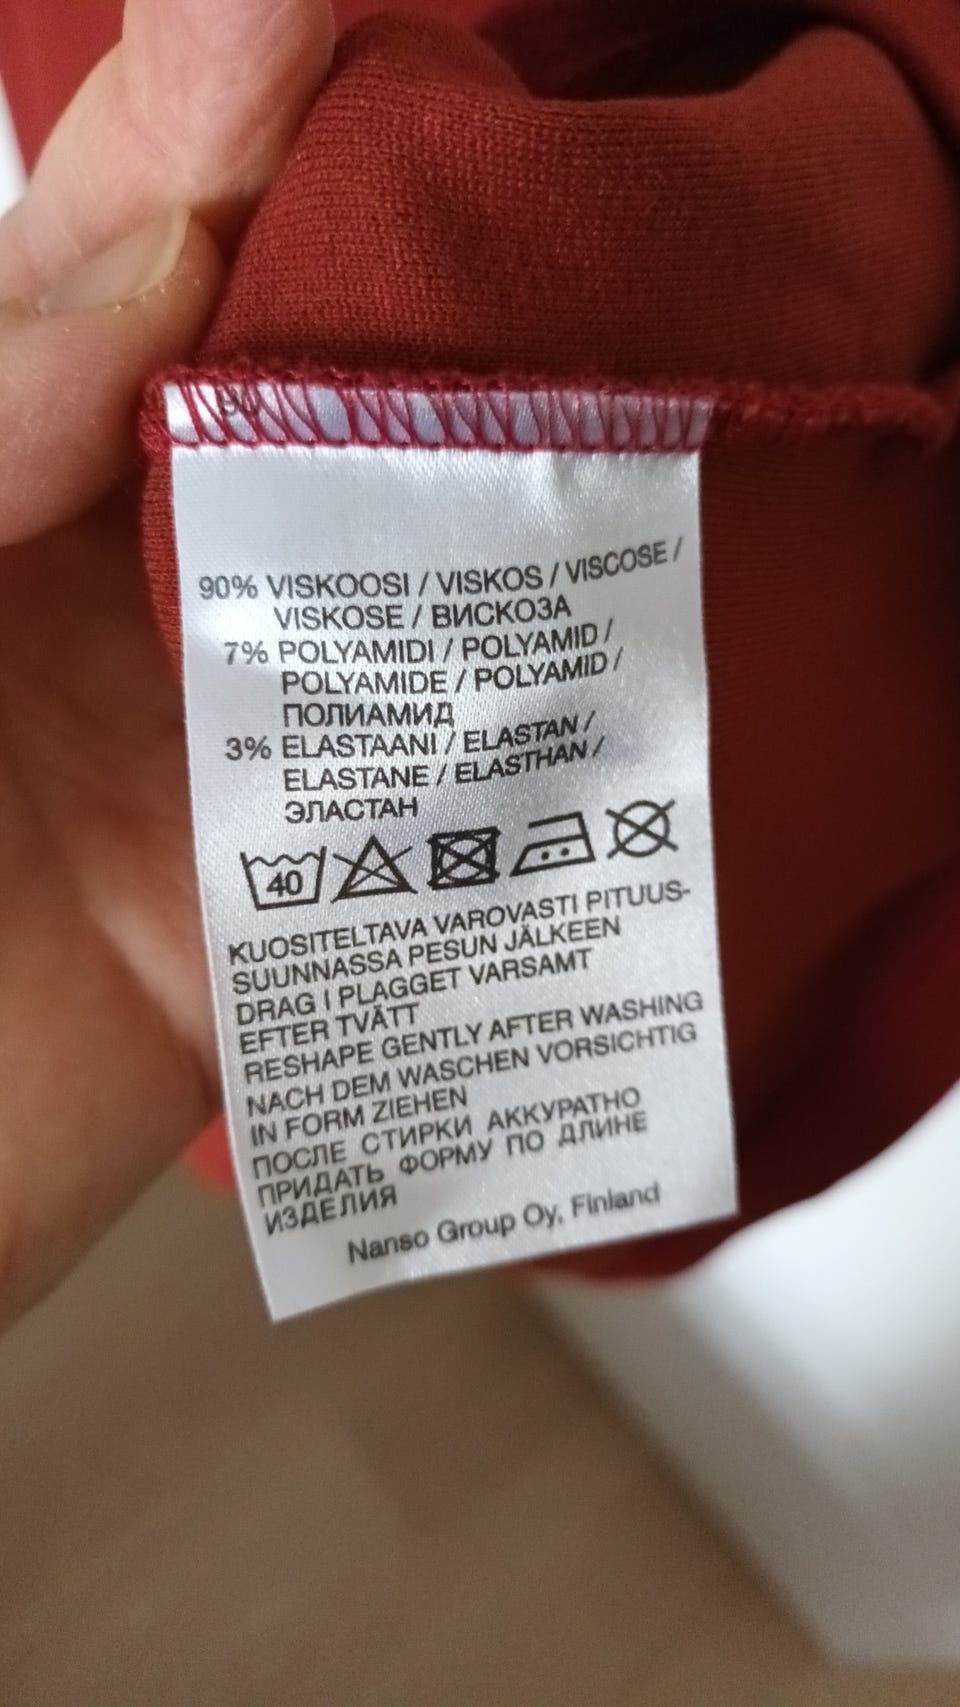 90% VISKOOSI / VISKOS / VISCOSE /
VISKOSE / ВИСКОЗА
7% POLYAMIDI / POLYAMID /
POLYAMIDE / POLYAMID /
ПОЛИАМИД
3% ELASTAANI / ELASTAN /
ELASTANE / ELASTHAN /
ЭЛАСТАН
40
KUOSITELTAVA VAROVASTI PITUUS-
SUUNNASSA PESUN JÄLKEEN
DRAG I PLAGGET VARSAMT
EFTER TVÄTT
RESHAPE GENTLY AFTER WASHING
NACH DEM WASCHEN VORSICHTIG
IN FORM ZIEHEN
ПОСЛЕ СТИРКИ АККУРАТНО
ПРИДАТЬ ФОРМУ ПО ДЛИНЕ
ИЗДЕЛИЯ
Nanso Group Oy, Finland